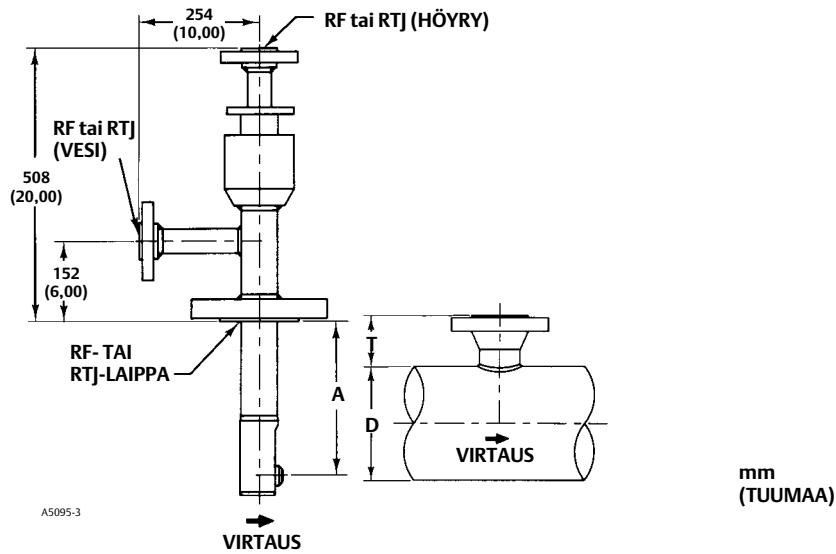 254
(10,00)
RF tai RTJ (HÖYRY)
RF tai RTJ
(VESI)
508
(20,00)
152
(6,00)
RF- TAI
RTJ-LAIPPA
A
T
D
VIRTAUS
mm
(TUUMAA)
A5095-3
VIRTAUS